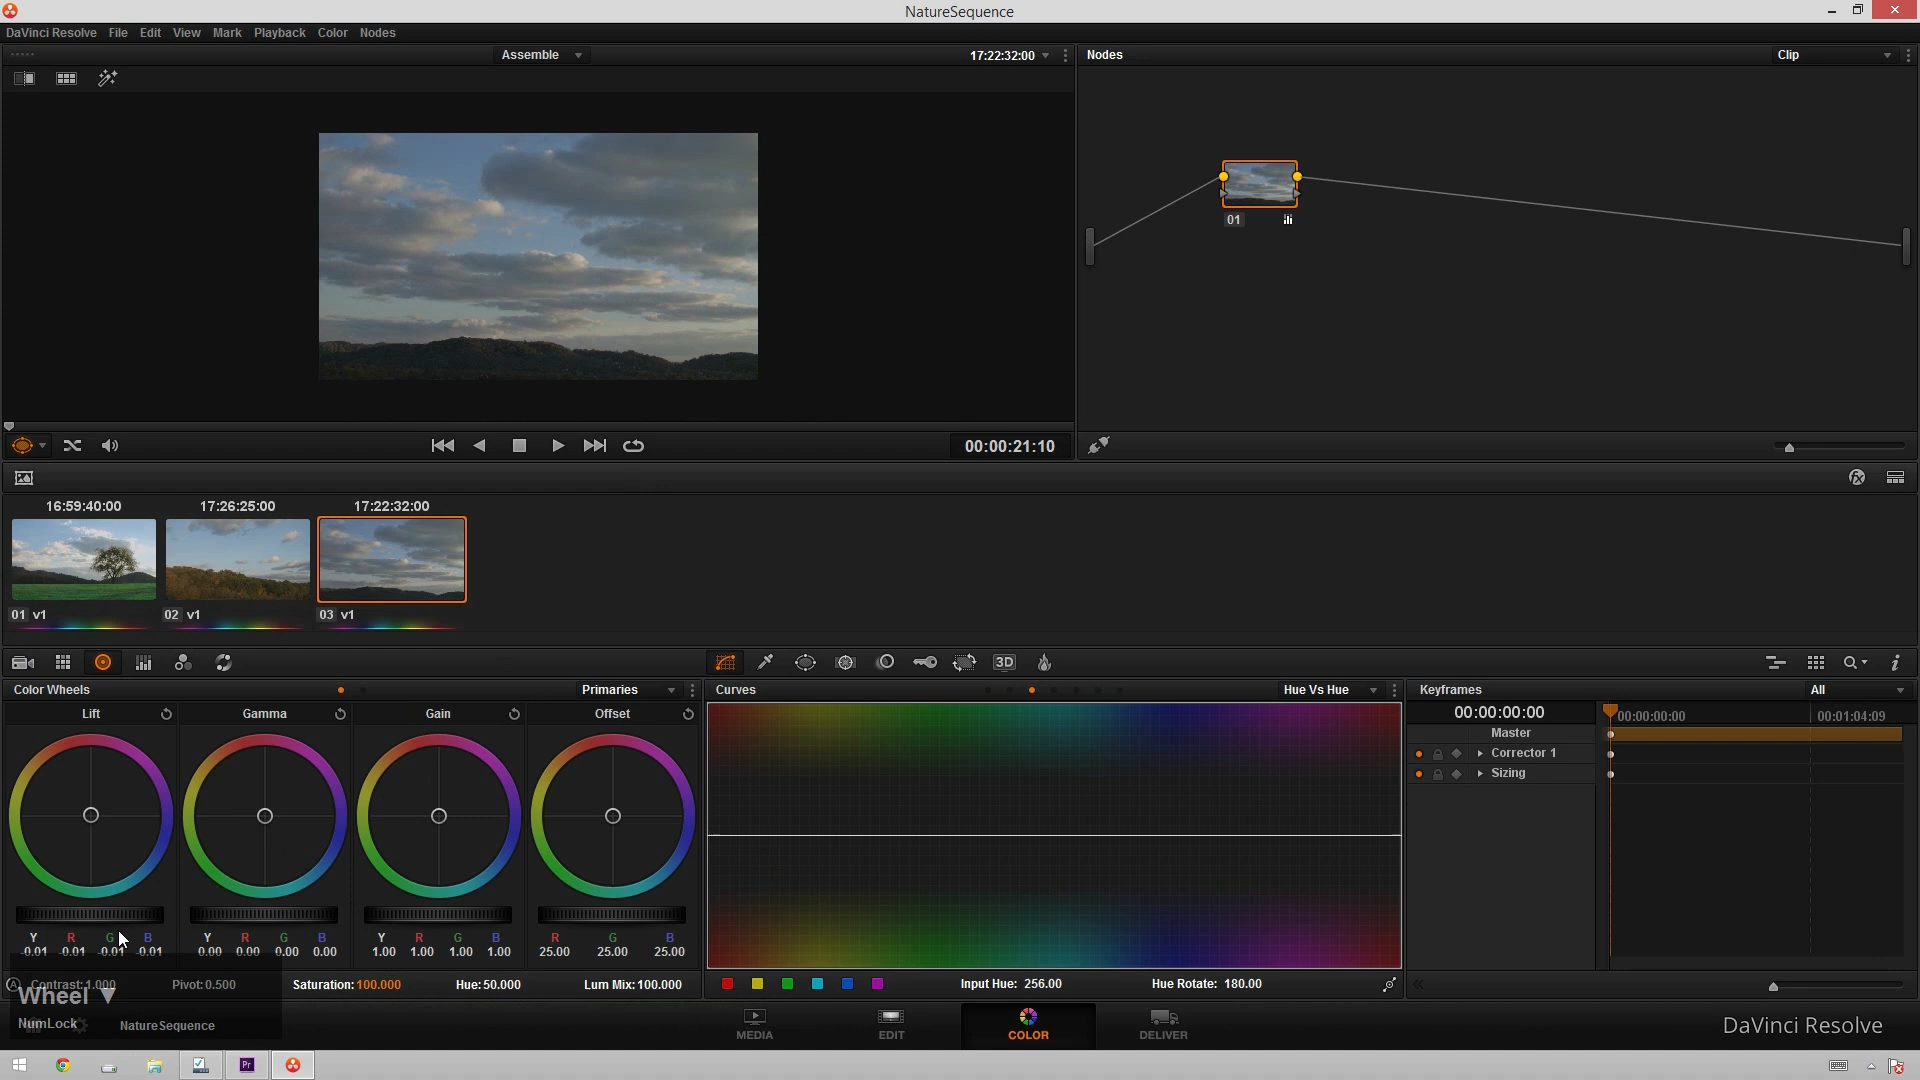 NatureSequence
DaVinci Resolve File Edit View Mark Playback Color Nodes
Assemble 17:22:32:00 Nodes Clip
01
00:00:21:10
16:59:40:00 17:26:25:00 17:22:32:00
01 v1 02 v1 03 v1
3D
Color Wheels Primaries Curves Hue Vs Hue Keyframes All
Lift Gamma Gain Offset 00:00:00:00 00:00:00:00 00:01:04:09
Master
Corrector 1
Sizing
Y R G B Y R G B Y R G B R G B
-0.01 -0.01 -0.01 -0.01 0.00 0.00 0.00 0.00 1.00 1.00 1.00 1.00 25.00 25.00 25.00
A Contrast:1.000 Pivot:0.500 Saturation:100.000 Hue:50.000 Lum Mix:100.000 Input Hue: 256.00 Hue Rotate: 180.00
Wheel
NumLock NatureSequence MEDIA EDIT COLOR DELIVER DaVinci Resolve
Pr